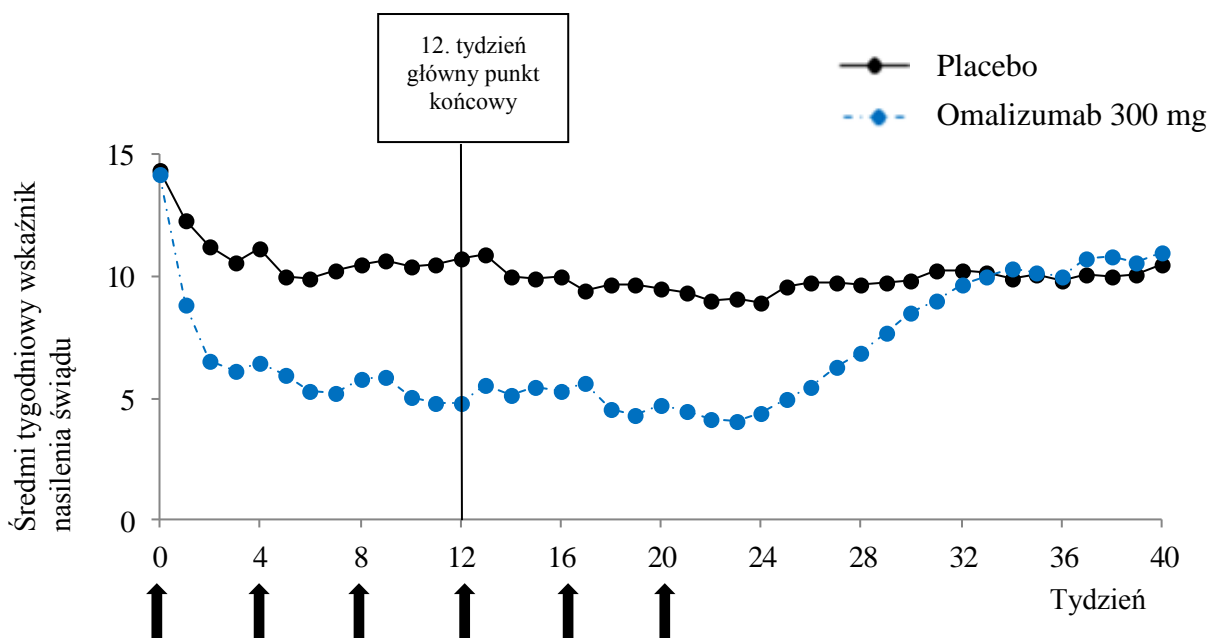 12. tydzień
główny punkt
końcowy
Placebo
Omalizumab 300 mg
Średmi tygodniowy wskaźnik
nasilenia świądu
15
10
5
0
0 4 8 12 16 20 24 28 32 36 40
Tydzień